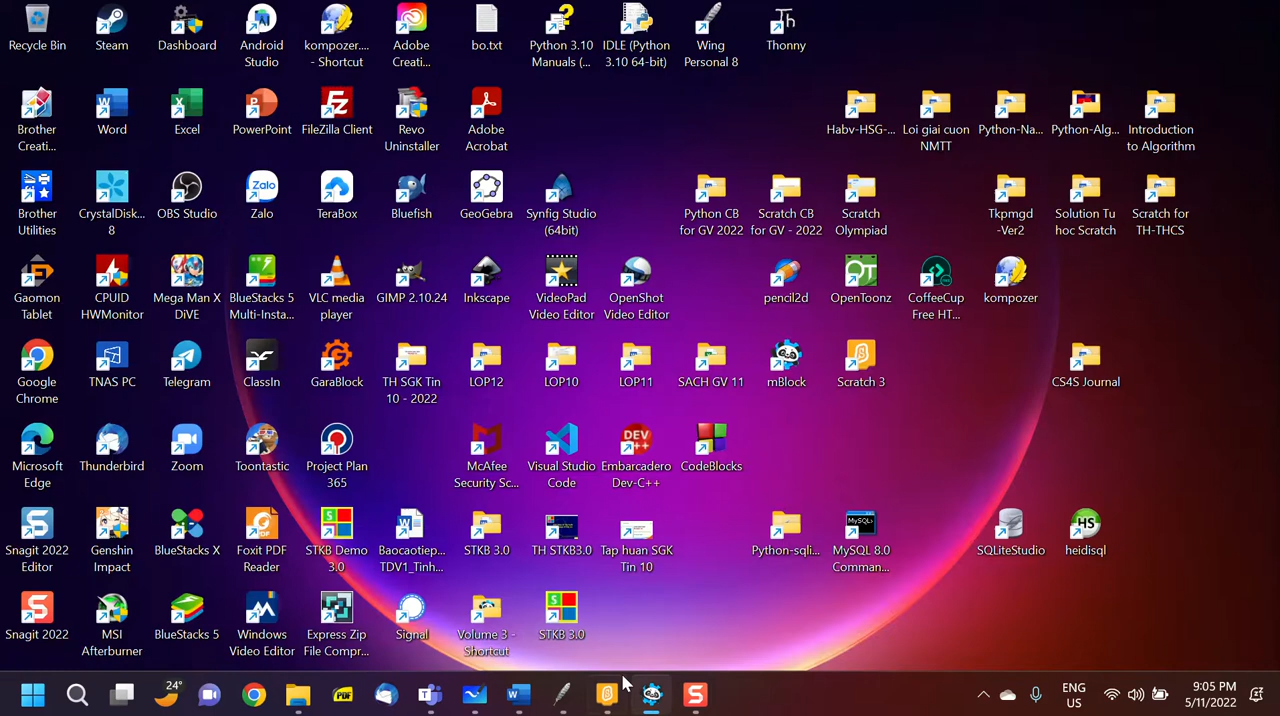 Recycle Bin
Steam
Dashboard
Android
Studio
kompozer....
- Shortcut
Adobe
Creati...
bo.txt
Python 3.10
Manuals (...
IDLE (Python
3.10 64-bit)
Wing
Personal 8
Th
Thonny
Brother
Creati...
Word
Excel
PowerPoint
FileZilla Client
Revo
Uninstaller
Adobe
Acrobat
Habv-HSG-...
Loi giai cuon
NMTT
Python-Na...
Python-Alg...
Introduction
to Algorithm
Brother
Utilities
CrystalDisk...
8
OBS Studio
Zalo
Zalo
TeraBox
Bluefish
GeoGebra
Synfig Studio
(64bit)
Python CB
for GV 2022
Scratch CB
for GV - 2022
Scratch
Olympiad
Tkpmgd
-Ver2
Solution Tu
hoc Scratch
Scratch for
TH-THCS
Gaomon
Tablet
CPUID
HWMonitor
Mega Man X
DiVE
BlueStacks 5
Multi-Insta...
VLC media
player
GIMP 2.10.24
Inkscape
VideoPad
Video Editor
OpenShot
Video Editor
pencil2d
OT
OpenToonz
CoffeeCup
Free HT...
kompozer
Google
Chrome
TNAS PC
Telegram
ClassIn
GaraBlock
TH SGK Tin
10 - 2022
LOP12
LOP10
LOP11
SACH GV 11
mBlock
Scratch 3
CS4S Journal
Microsoft
Edge
Thunderbird
Zoom
Toontastic
Project Plan
365
McAfee
Security Sc...
Visual Studio
Code
DEV
Embarcadero
Dev-C++
CodeBlocks
Snagit 2022
Editor
Genshin
Impact
BlueStacks X
Foxit PDF
Reader
STKB Demo
3.0
Baocaotiep...
TDV1_Tinh...
STKB 3.0
TH STKB3.0
Tap huan SGK
Tin 10
Python-sqli...
MySQL>
MySQL 8.0
Comman...
SQLiteStudio
HS
heidisql
Snagit 2022
MSI
Afterburner
BlueStacks 5
Windows
Video Editor
Express Zip
File Compr...
Signal
Volume 3 -
Shortcut
STKB 3.0
24°
PDF
ENG
US
9:05 PM
5/11/2022